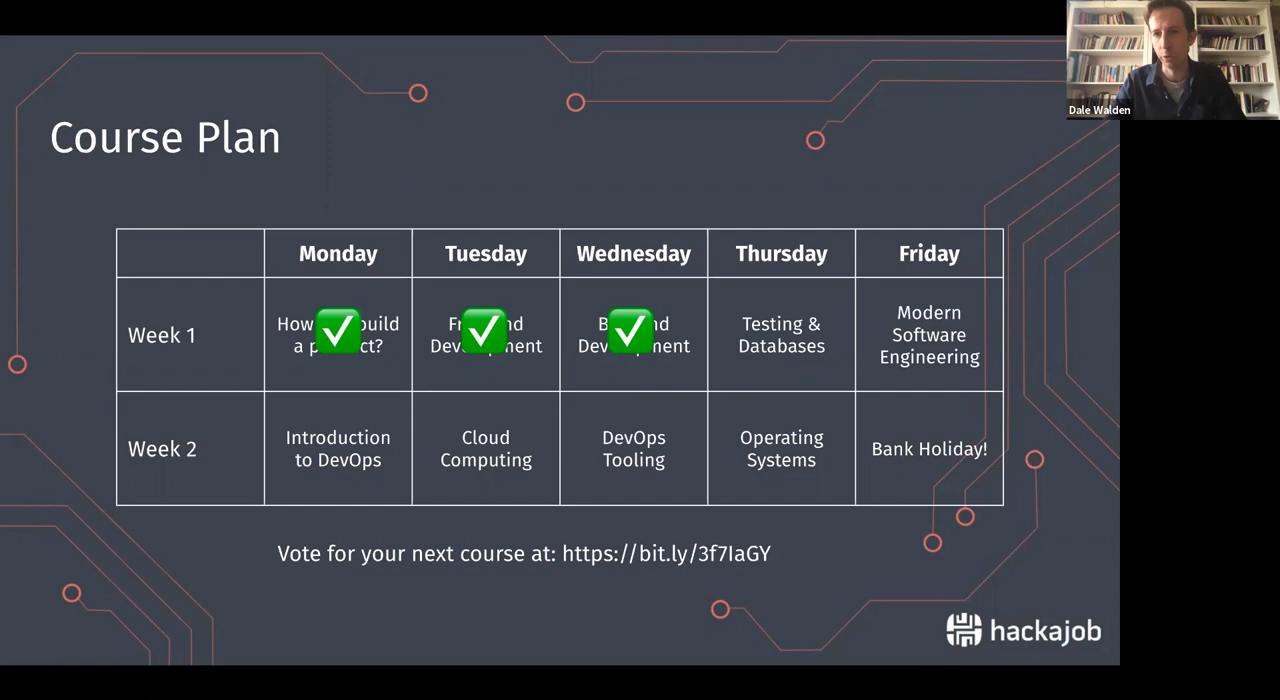 Dale Walden
Course Plan
Monday
Tuesday
Wednesday
Thursday
Friday
Week 1
How build
a
Testing &
Databases
Modern
Software
Engineering
Week 2
Introduction
to DevOps
Cloud
Computing
DevOps
Tooling
Operating
Systems
Bank Holiday!
Vote for your next course at: https://bit.ly/3f7IaGY
hackajob